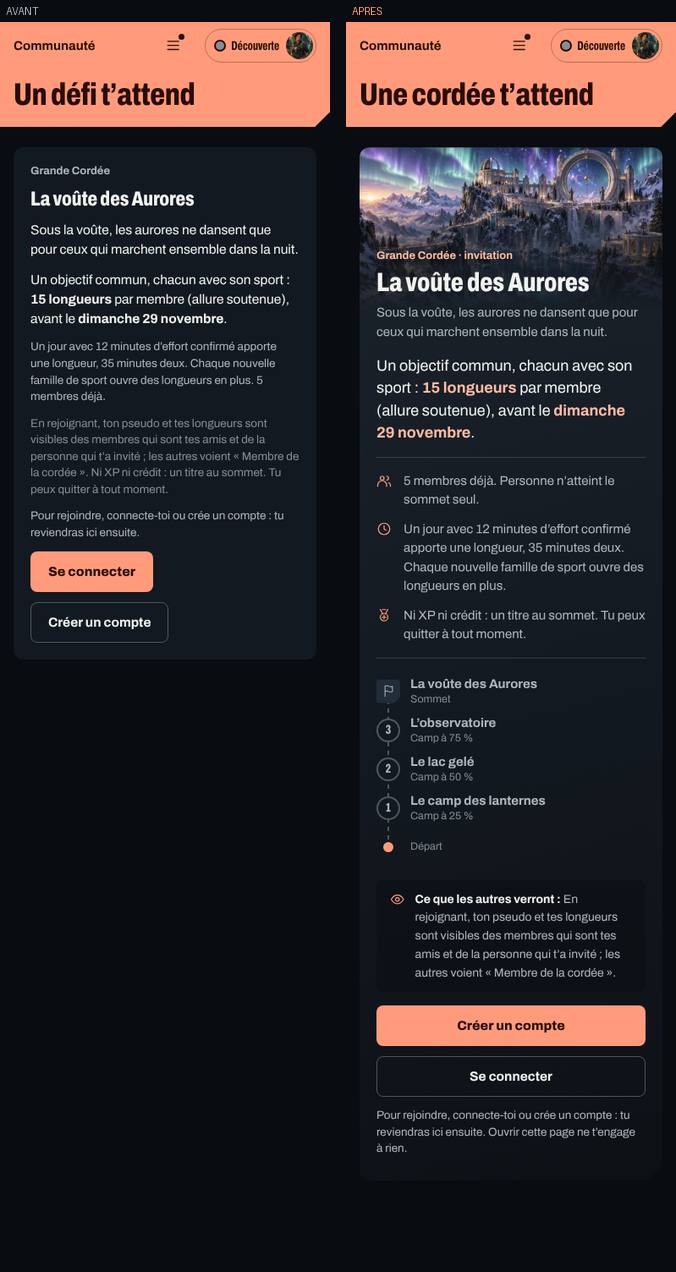 AVANT
Communauté
Découverte
Un défi t’attend
Grande Cordée
La voûte des Aurores
Sous la voûte, les aurores ne dansent que
pour ceux qui marchent ensemble dans la nuit.
Un objectif commun, chacun avec son sport :
15 longueurs par membre (allure soutenue),
avant le dimanche 29 novembre.
Un jour avec 12 minutes d’effort confirmé apporte
une longueur, 35 minutes deux. Chaque nouvelle
famille de sport ouvre des longueurs en plus. 5
membres déjà.
En rejoignant, ton pseudo et tes longueurs sont
visibles des membres qui sont tes amis et de la
personne qui t’a invité ; les autres voient « Membre de
la cordée ». Ni XP ni crédit : un titre au sommet. Tu
peux quitter à tout moment.
Pour rejoindre, connecte-toi ou crée un compte : tu
reviendras ici ensuite.
Se connecter
Créer un compte
APRES
Communauté
Découverte
Une cordée t’attend
Grande Cordée · invitation
La voûte des Aurores
Sous la voûte, les aurores ne dansent que pour
ceux qui marchent ensemble dans la nuit.
Un objectif commun, chacun avec son
sport : 15 longueurs par membre
(allure soutenue), avant le dimanche
29 novembre.
5 membres déjà. Personne n’atteint le
sommet seul.
Un jour avec 12 minutes d’effort confirmé
apporte une longueur, 35 minutes deux.
Chaque nouvelle famille de sport ouvre des
longueurs en plus.
Ni XP ni crédit : un titre au sommet. Tu peux
quitter à tout moment.
La voûte des Aurores
Sommet
3
L’observatoire
Camp à 75 %
2
Le lac gelé
Camp à 50 %
1
Le camp des lanternes
Camp à 25 %
Départ
Ce que les autres verront : En
rejoignant, ton pseudo et tes longueurs
sont visibles des membres qui sont tes
amis et de la personne qui t’a invité ; les
autres voient « Membre de la cordée ».
Créer un compte
Se connecter
Pour rejoindre, connecte-toi ou crée un compte : tu
reviendras ici ensuite. Ouvrir cette page ne t’engage
à rien.